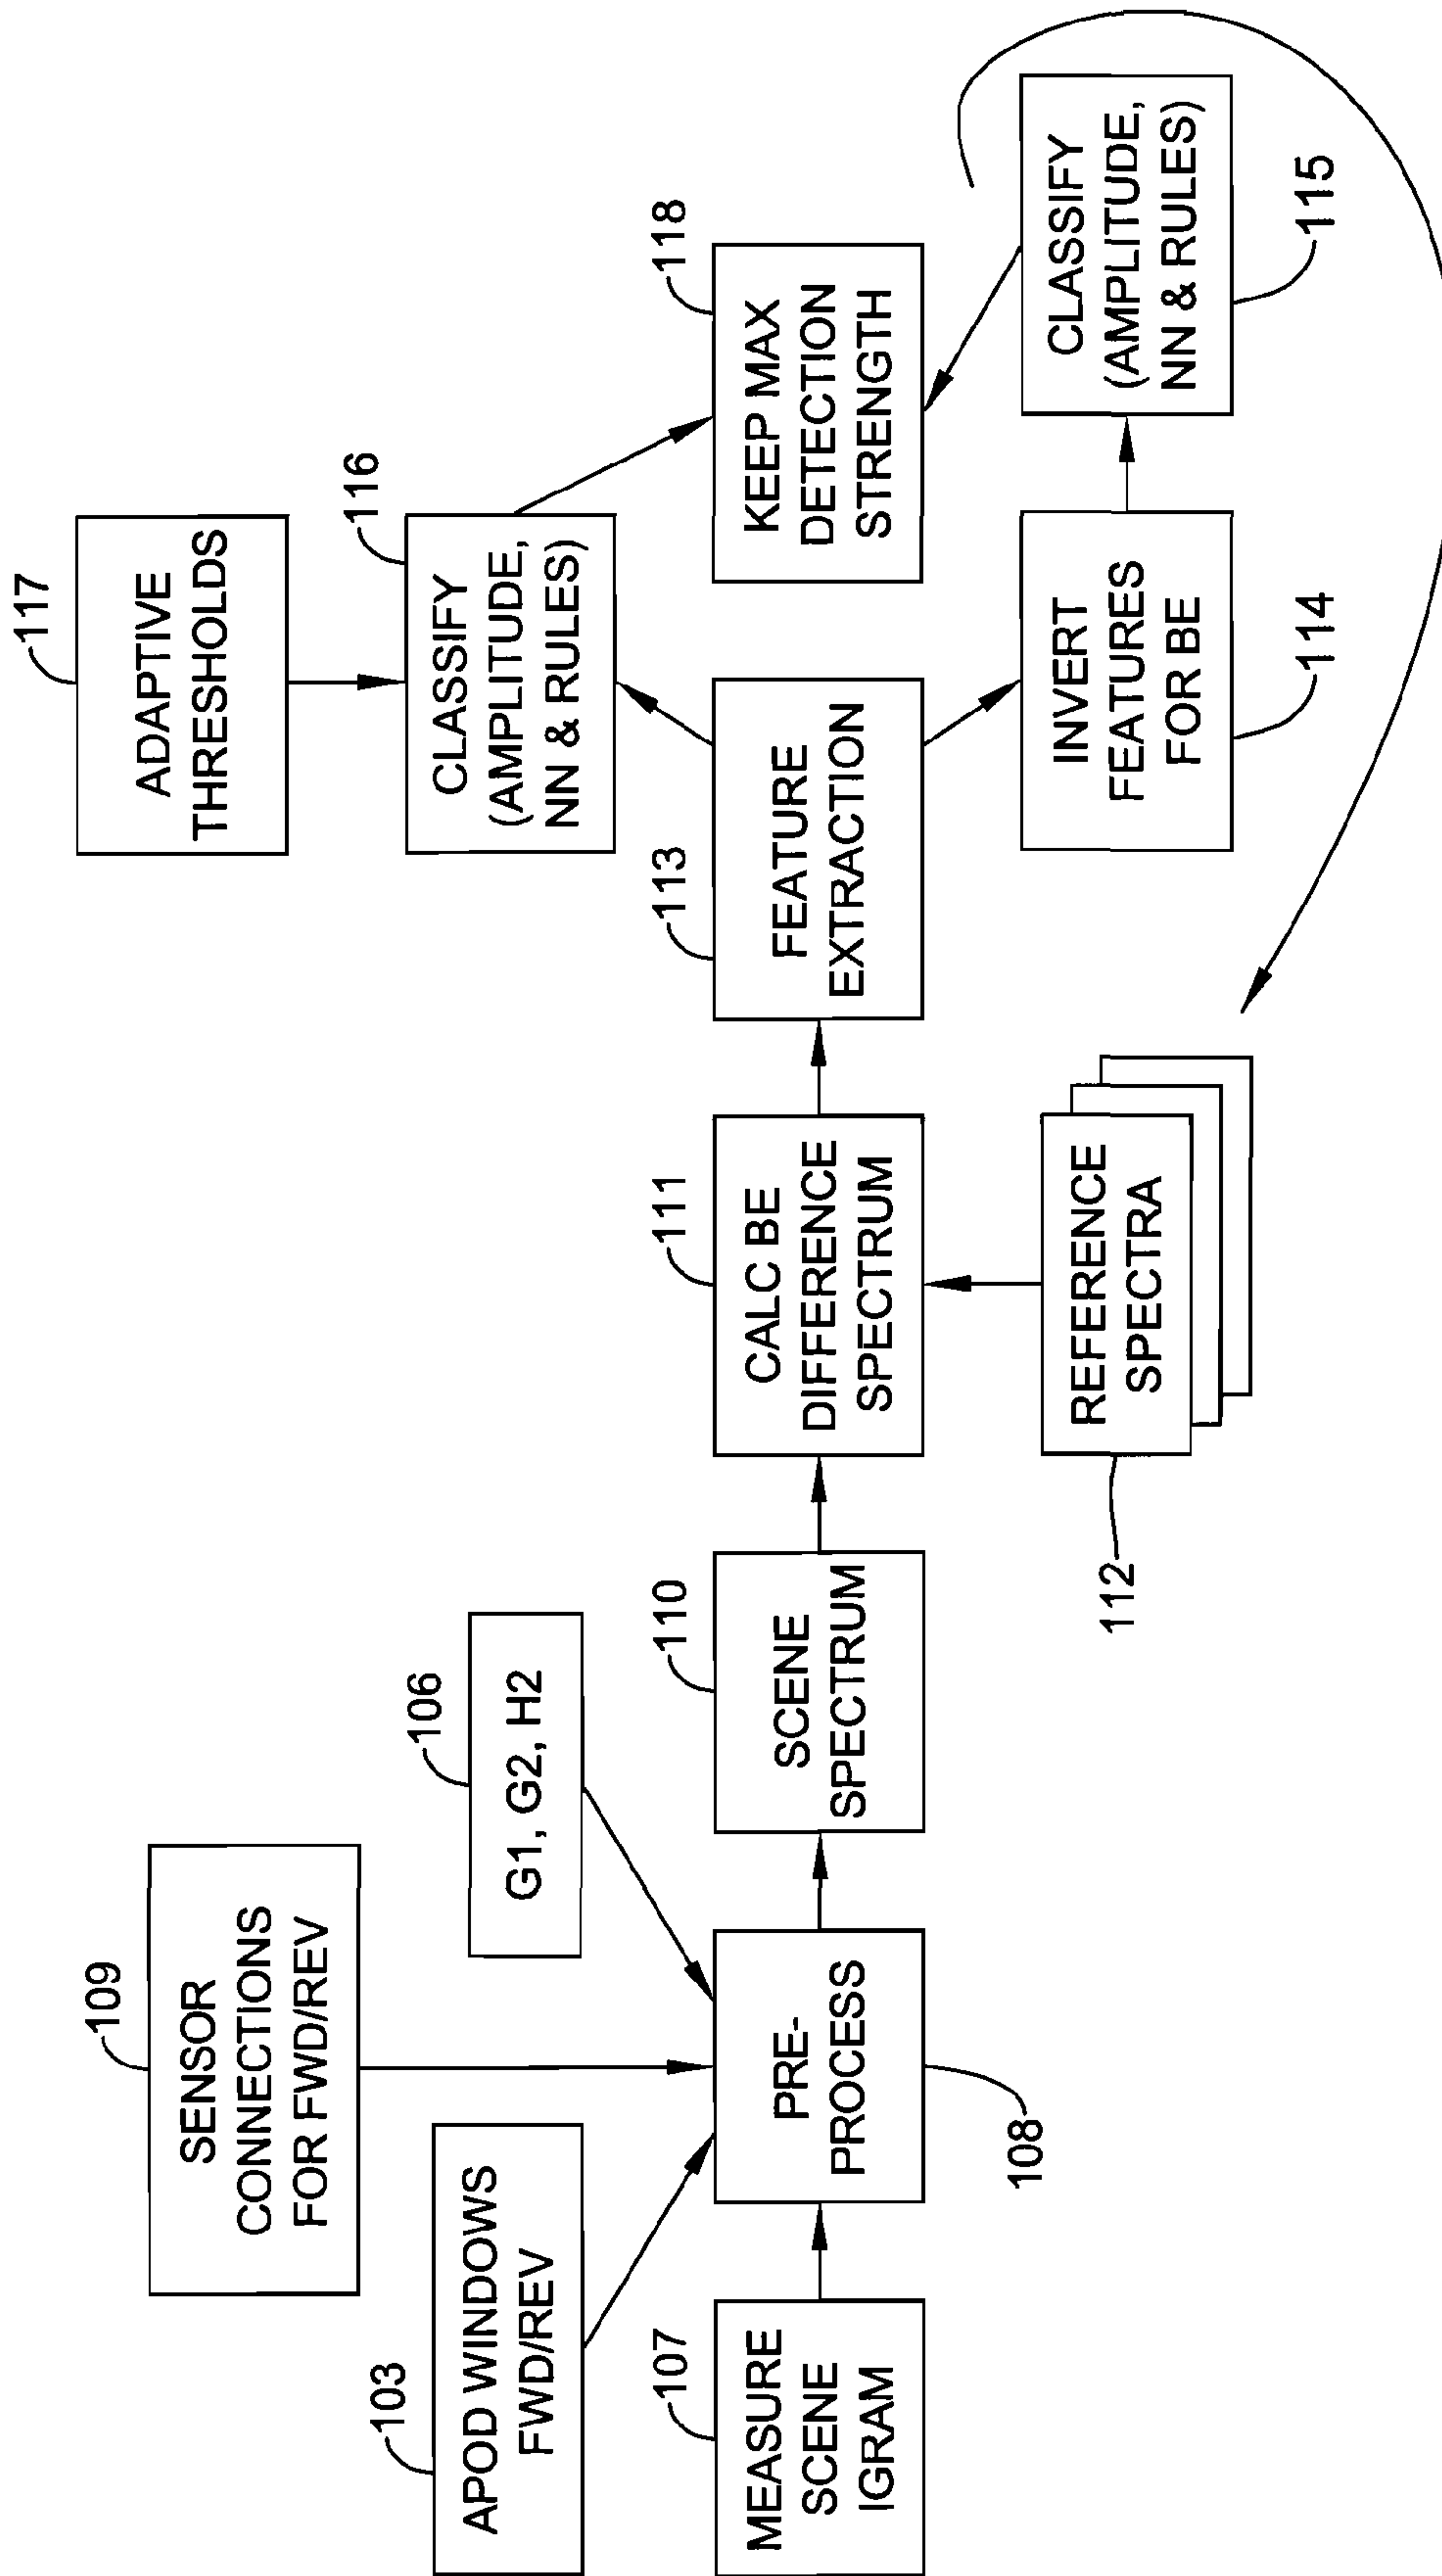 109
SENSOR
CONNECTIONS
FOR FWD/REV
103
APOD WINDOWS
FWD/REV
106
G1, G2, H2
107
MEASURE
SCENE
IGRAM
PRE-
PROCESS
108
110
SCENE
SPECTRUM
111
CALC BE
DIFFERENCE
SPECTRUM
REFERENCE
SPECTRA
112
113
FEATURE
EXTRACTION
117
ADAPTIVE
THRESHOLDS
116
CLASSIFY
(AMPLITUDE,
NN & RULES)
118
KEEP MAX
DETECTION
STRENGTH
INVERT
FEATURES
FOR BE
114
CLASSIFY
(AMPLITUDE,
NN & RULES)
115